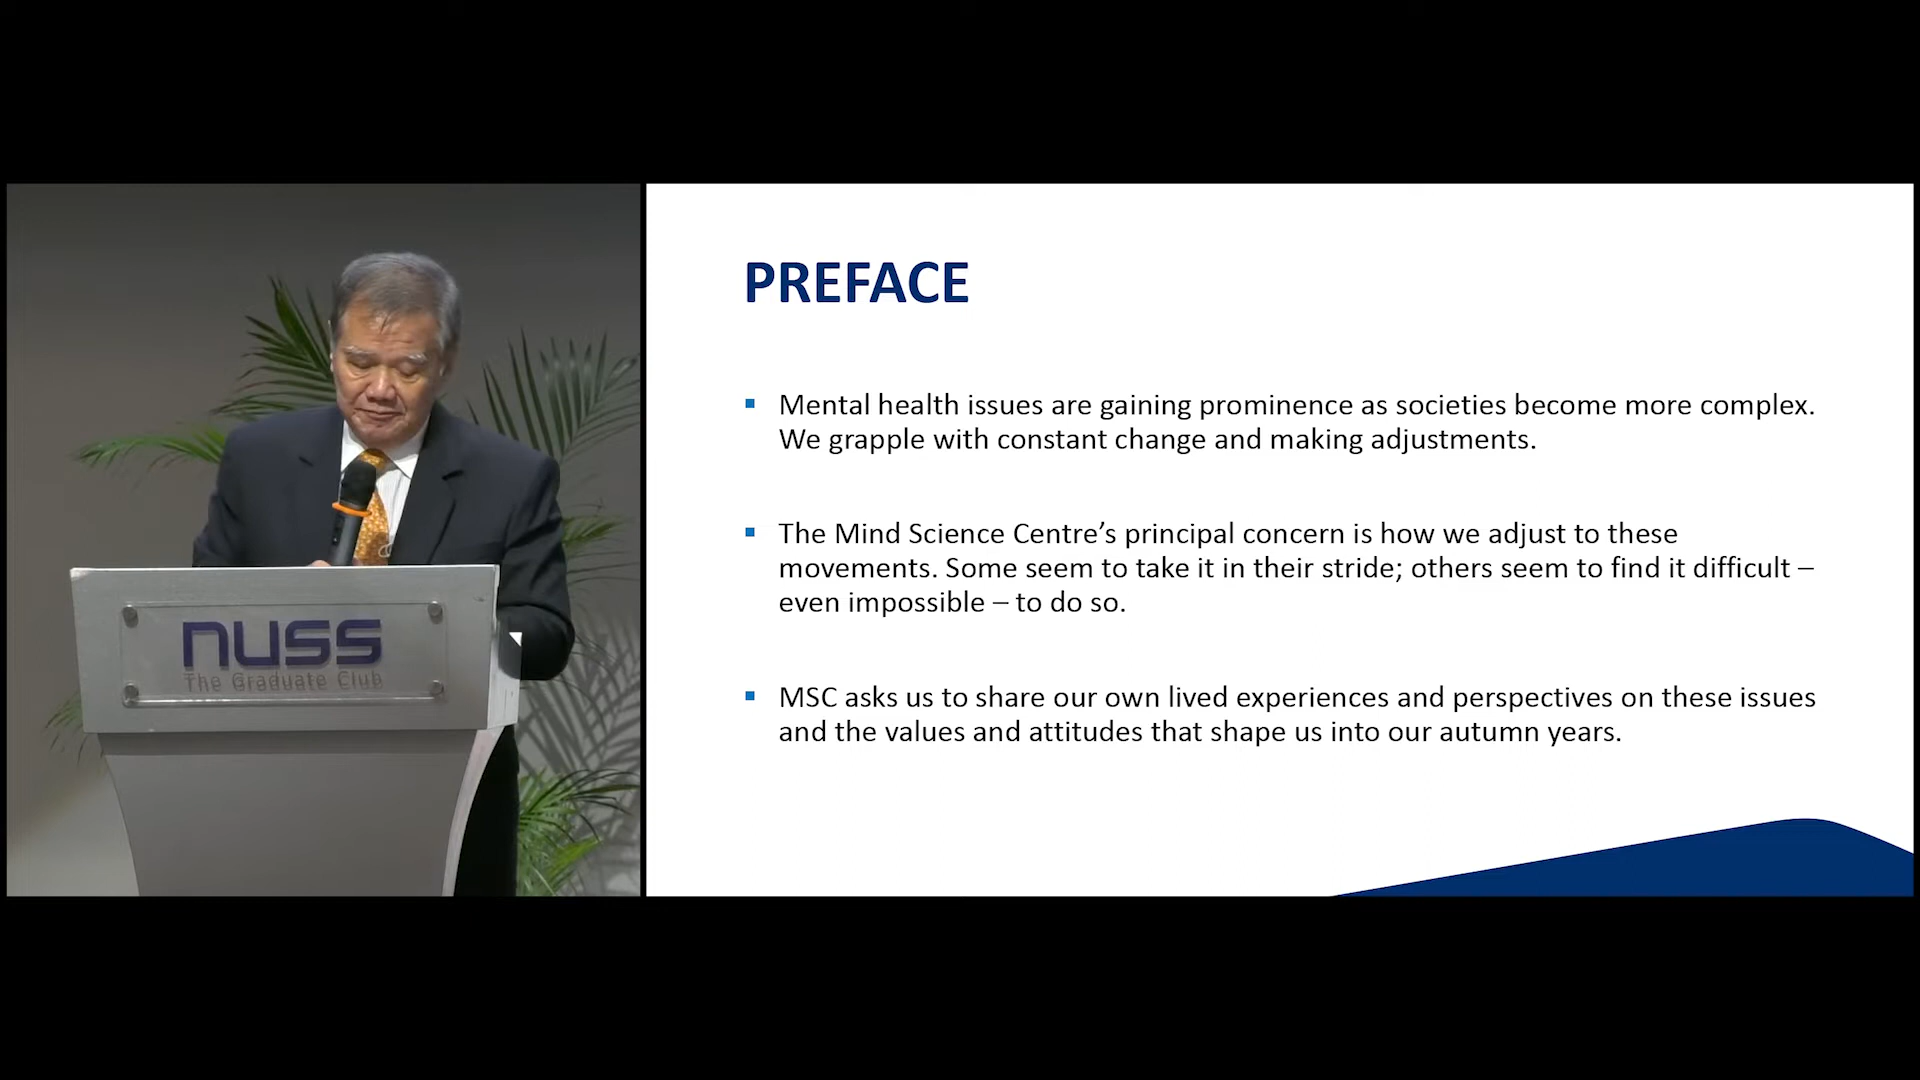 nuss
The Graduate Club
PREFACE
Mental health issues are gaining prominence as societies become more complex.
We grapple with constant change and making adjustments.
The Mind Science Centre’s principal concern is how we adjust to these
movements. Some seem to take it in their stride; others seem to find it difficult –
even impossible – to do so.
MSC asks us to share our own lived experiences and perspectives on these issues
and the values and attitudes that shape us into our autumn years.